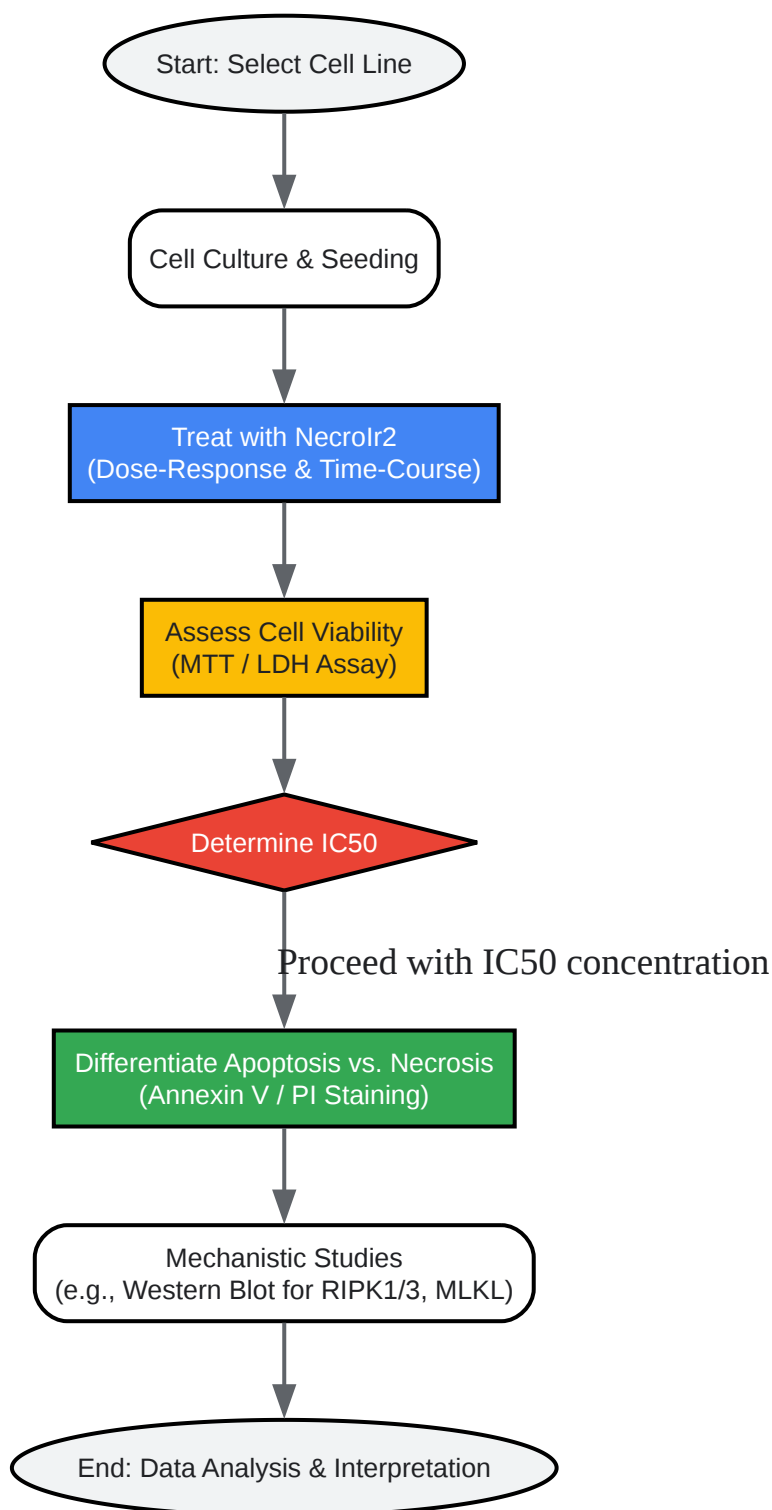 Start: Select Cell Line
Cell Culture & Seeding
Treat with NecroIr2
(Dose-Response & Time-Course)
Assess Cell Viability
(MTT / LDH Assay)
Determine IC50
Proceed with IC50 concentration
Differentiate Apoptosis vs. Necrosis
(Annexin V / PI Staining)
Mechanistic Studies
(e.g., Western Blot for RIPK1/3, MLKL)
End: Data Analysis & Interpretation